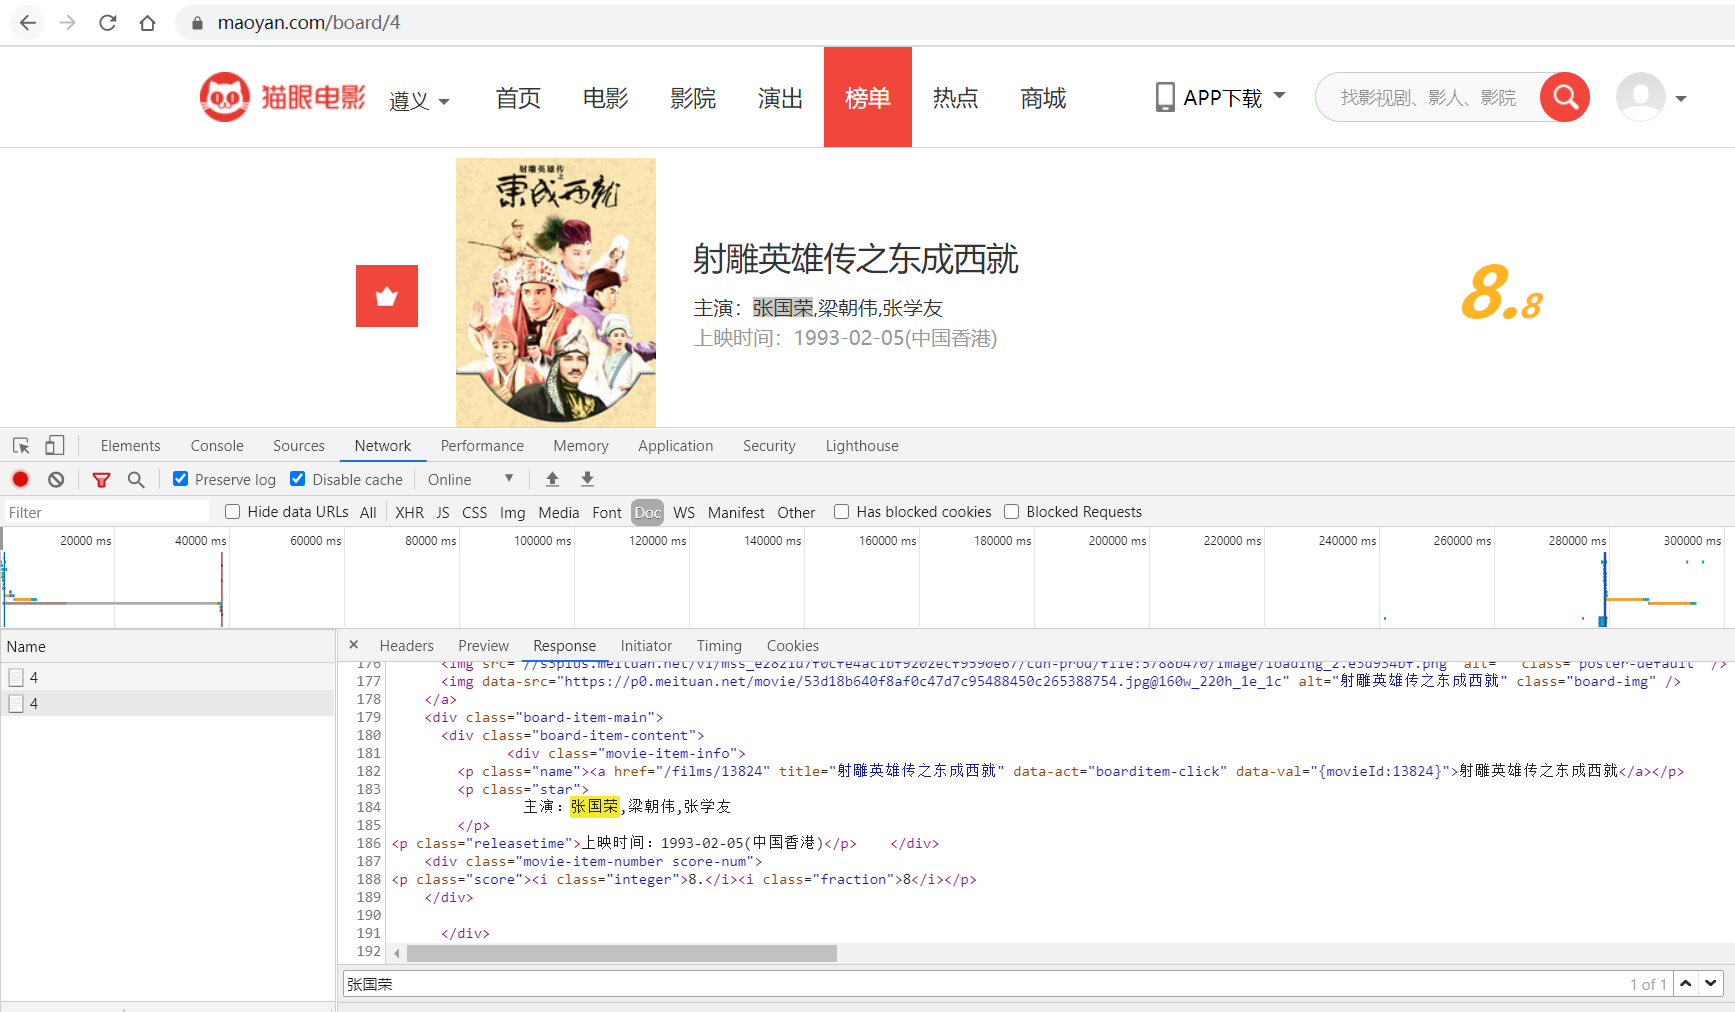 maoyan.com/board/4
猫眼电影 遵义 首页 电影 影院 演出 榜单 热点 商城 APP下载 找影视剧、影人、影院
射雕英雄传之
東成西就
射雕英雄传之东成西就
主演：张国荣,梁朝伟,张学友
上映时间：1993-02-05(中国香港)
8.8
Elements Console Sources Network Performance Memory Application Security Lighthouse
Preserve log Disable cache Online
Filter Hide data URLs All XHR JS CSS Img Media Font Doc WS Manifest Other Has blocked cookies Blocked Requests
20000 ms 40000 ms 60000 ms 80000 ms 100000 ms 120000 ms 140000 ms 160000 ms 180000 ms 200000 ms 220000 ms 240000 ms 260000 ms 280000 ms 300000 ms
Name
4
4
Headers Preview Response Initiator Timing Cookies
177 <img data-src="https://p0.meituan.net/movie/53d18b640f8af0c47d7c95488450c265388754.jpg@160w_220h_1e_1c" alt="射雕英雄传之东成西就" class="board-img" />
178 </a>
179 <div class="board-item-main">
180 <div class="board-item-content">
181 <div class="movie-item-info">
182 <p class="name"><a href="/films/13824" title="射雕英雄传之东成西就" data-act="boarditem-click" data-val="{movieId:13824}">射雕英雄传之东成西就</a></p>
183 <p class="star">
184 主演：张国荣,梁朝伟,张学友
185 </p>
186 <p class="releasetime">上映时间：1993-02-05(中国香港)</p> </div>
187 <div class="movie-item-number score-num">
188 <p class="score"><i class="integer">8.</i><i class="fraction">8</i></p>
189 </div>
190
191 </div>
192
张国荣 1 of 1